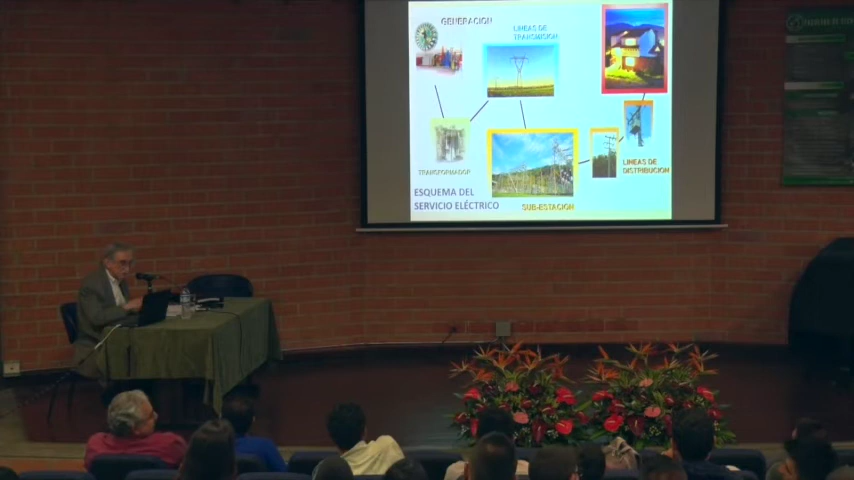 GENERACION
LINEAS DE
TRANSMISION
TRANSFORMADOR
LINEAS DE
DISTRIBUCION
ESQUEMA DEL
SERVICIO ELÉCTRICO
SUB-ESTACION